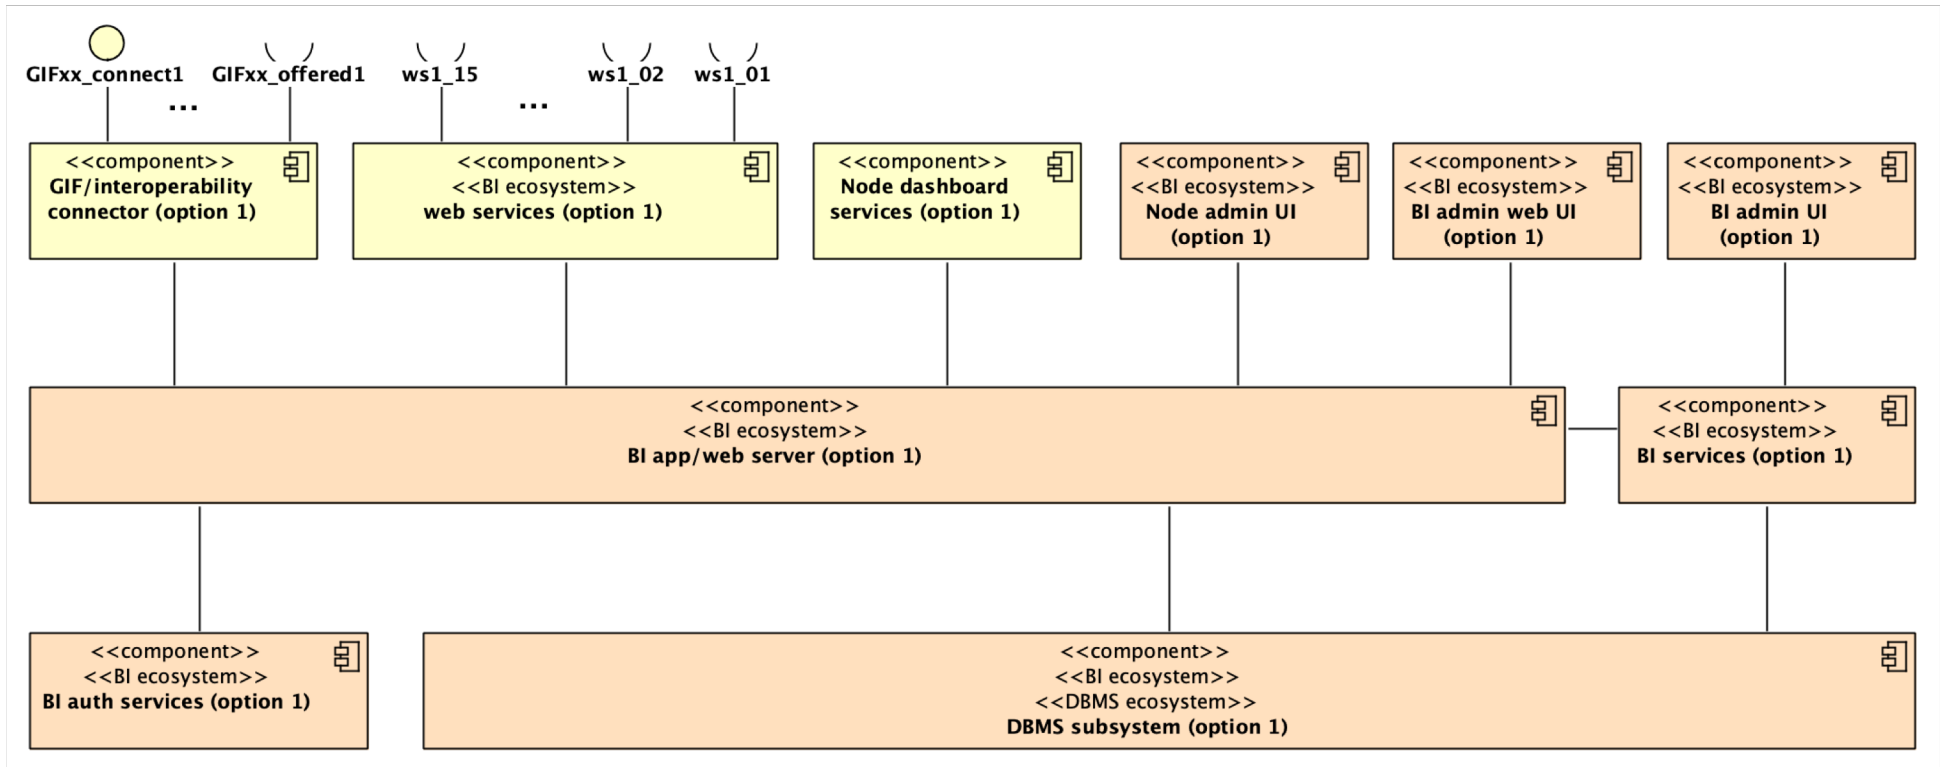 GIFxx_connect1
...
GIFxx_offered1
ws1_15
...
ws1_02
ws1_01
<<component>>
GIF/interoperability
connector (option 1)
<<component>>
<<BI ecosystem>>
web services (option 1)
<<component>>
Node dashboard
services (option 1)
<<component>>
<<BI ecosystem>>
Node admin UI
(option 1)
<<component>>
<<BI ecosystem>>
BI admin web UI
(option 1)
<<component>>
<<BI ecosystem>>
BI admin UI
(option 1)
<<component>>
<<BI ecosystem>>
BI app/web server (option 1)
<<component>>
<<BI ecosystem>>
BI services (option 1)
<<component>>
<<BI ecosystem>>
BI auth services (option 1)
<<component>>
<<BI ecosystem>>
<<DBMS ecosystem>>
DBMS subsystem (option 1)